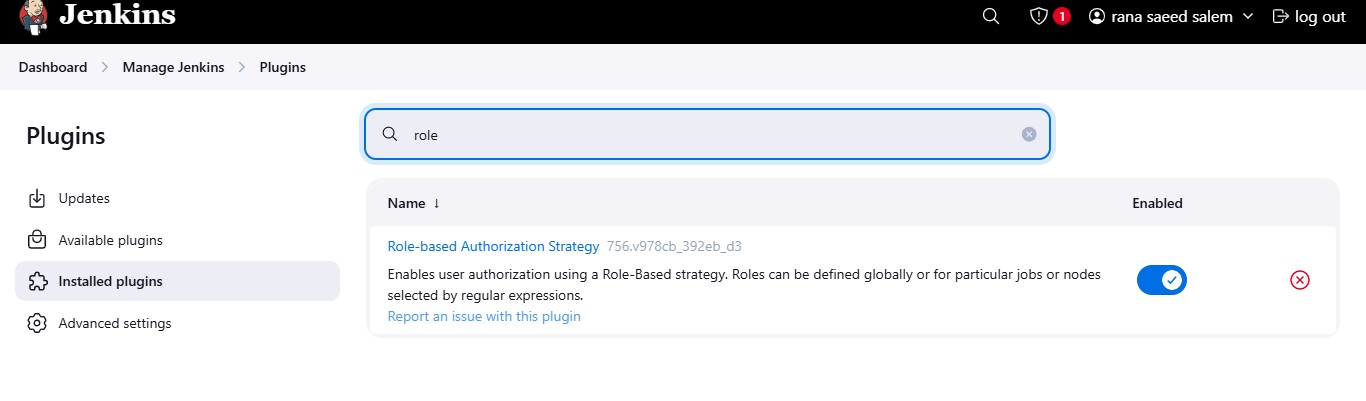 Jenkins
1
rana saeed salem
log out
Dashboard
Manage Jenkins
Plugins
Plugins
role
Updates
Available plugins
Installed plugins
Advanced settings
Name ↓
Enabled
Role-based Authorization Strategy 756.v978cb_392eb_d3
Enables user authorization using a Role-Based strategy. Roles can be defined globally or for particular jobs or nodes
selected by regular expressions.
Report an issue with this plugin